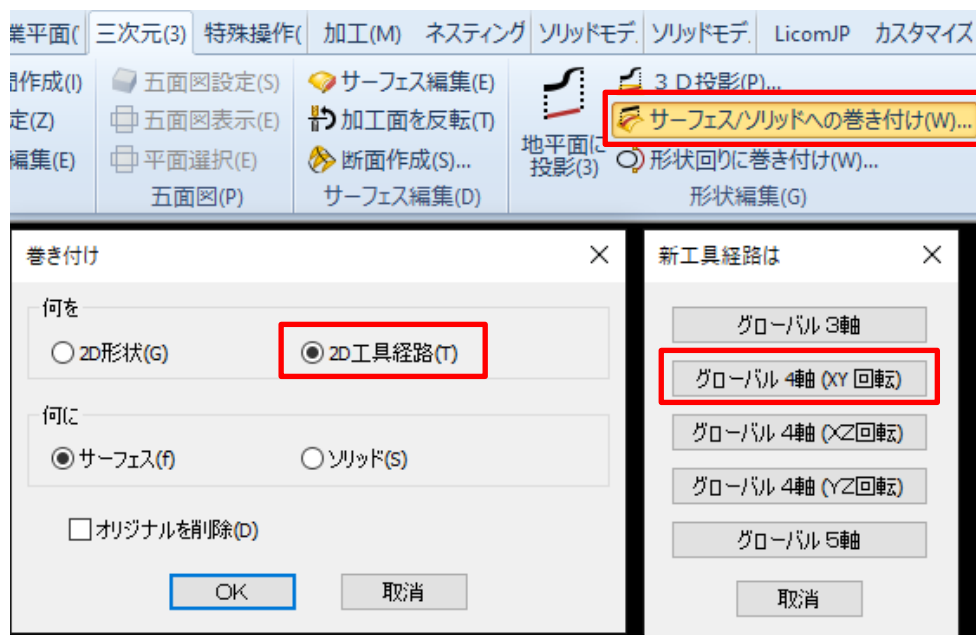 業平面( 三次元(3) 特殊操作( 加工(M) ネスティング ソリッドモデ. ソリッドモデ. LicomJP カスタマイズ
作成(I) 五面図設定(S) サーフェス編集(E) 3D投影(P)...
定(Z) 五面図表示(E) 加工面を反転(T) 地平面に サーフェス/ソリッドへの巻き付け(W)...
編集(E) 平面選択(E) 断面作成(S)... 投影(3) 形状回りに巻き付け(W)...
五面図(P) サーフェス編集(D) 形状編集(G)
巻き付け
何を
2D形状(G) 2D工具経路(T)
何に
サーフェス(f) ソリッド(S)
オリジナルを削除(D)
OK 取消
新工具経路は
グローバル 3軸
グローバル 4軸 (XY 回転)
グローバル 4軸 (XZ回転)
グローバル 4軸 (YZ回転)
グローバル 5軸
取消